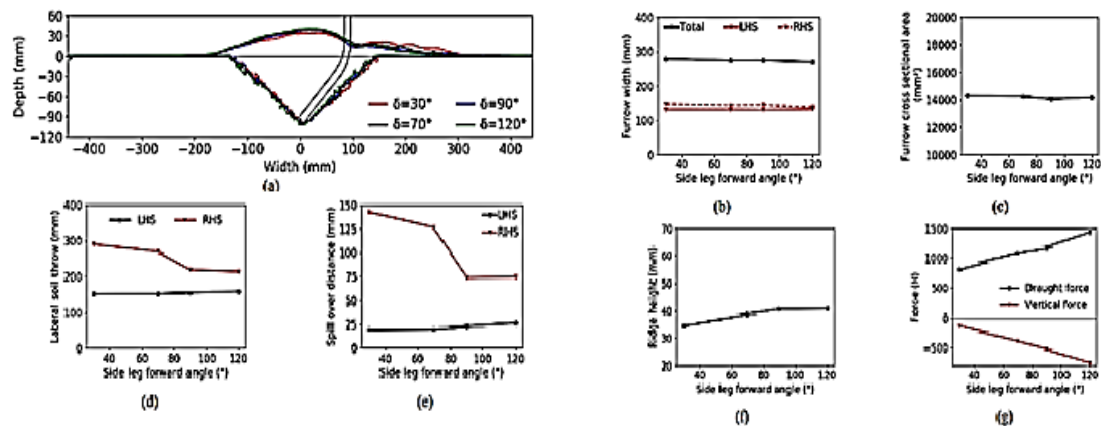 60
30
0
−30
−60
−90
−120
Depth (mm)
δ=30°
δ=90°
δ=70°
δ=120°
−400 −300 −200 −100 0 100 200 300 400
Width (mm)
(a)
400
300
200
100
0
Furrow width (mm)
Total LHS RHS
40 60 80 100 120
Side leg forward angle (°)
(b)
20000
18000
16000
14000
12000
10000
Furrow cross sectional area
(mm²)
40 60 80 100 120
Side leg forward angle (°)
(c)
400
300
200
100
0
Lateral soil throw (mm)
LHS RHS
40 60 80 100 120
Side leg forward angle (°)
(d)
150
125
100
75
50
25
0
Spill over distance (mm)
LHS
RHS
40 60 80 100 120
Side leg forward angle (°)
(e)
70
60
50
40
30
20
Ridge height (mm)
40 60 80 100 120
Side leg forward angle (°)
(f)
1500
1000
500
0
−500
Force (N)
Draught force
Vertical force
40 60 80 100 120
Side leg forward angle (°)
(g)